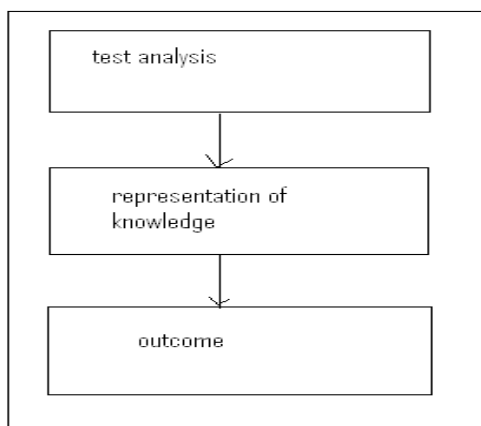 test analysis
representation of
knowledge
outcome